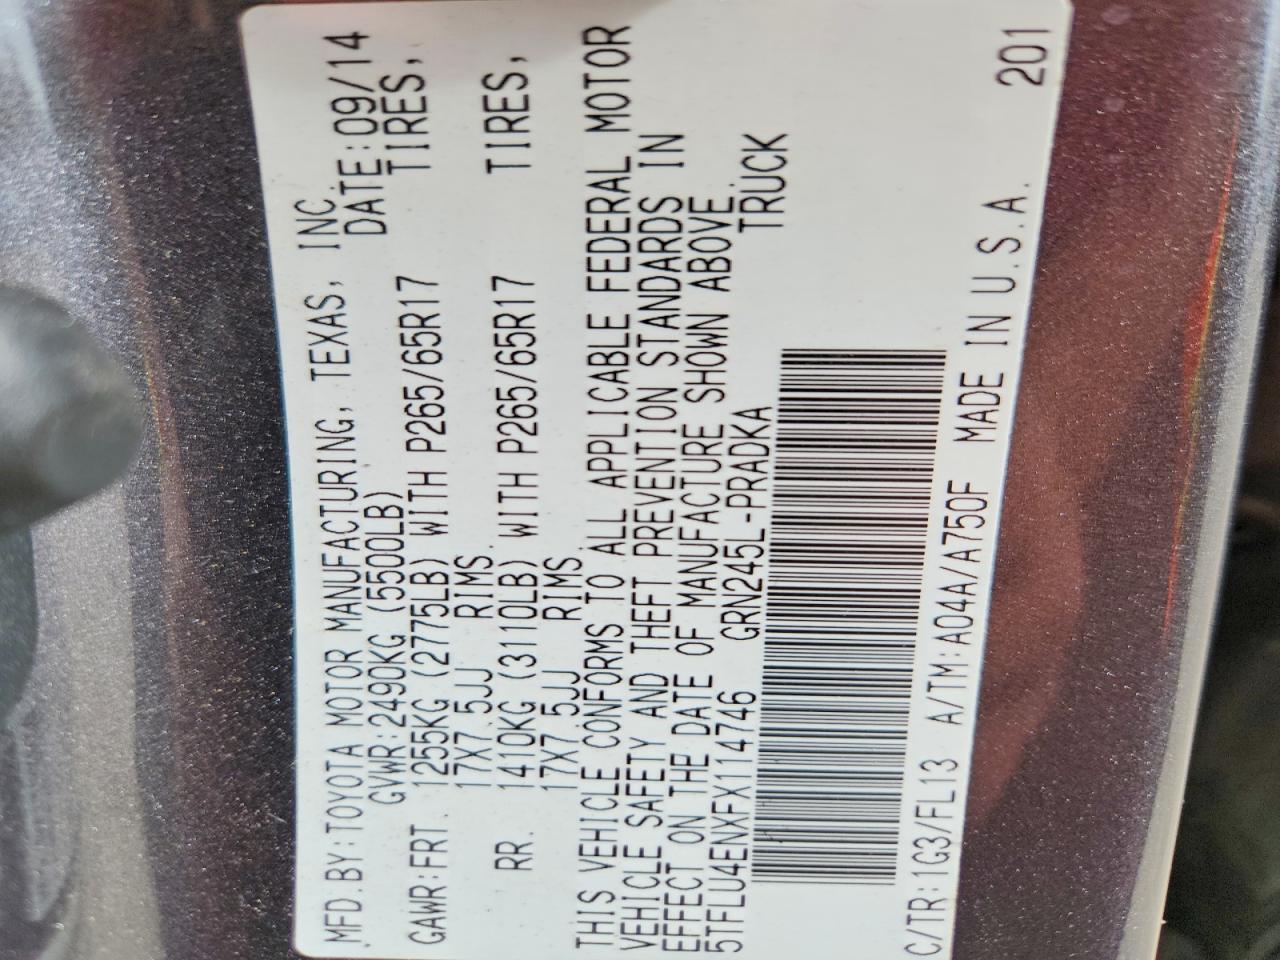 MFD.BY:TOYOTA MOTOR MANUFACTURING, TEXAS, INC.
GVWR:2490KG (5500LB) DATE:09/14
GAWR:FRT. 1255KG (2775LB) WITH P265/65R17 TIRES,
17X7.5JJ RIMS.
RR. 1410KG (3110LB) WITH P265/65R17 TIRES,
17X7.5JJ RIMS.
THIS VEHICLE CONFORMS TO ALL APPLICABLE FEDERAL MOTOR
VEHICLE SAFETY AND THEFT PREVENTION STANDARDS IN
EFFECT ON THE DATE OF MANUFACTURE SHOWN ABOVE.
5TFLU4ENXFX114746 GRN245L-PRADKA TRUCK
C/TR:1G3/FL13 A/TM:A04A/A750F MADE IN U.S.A. 201